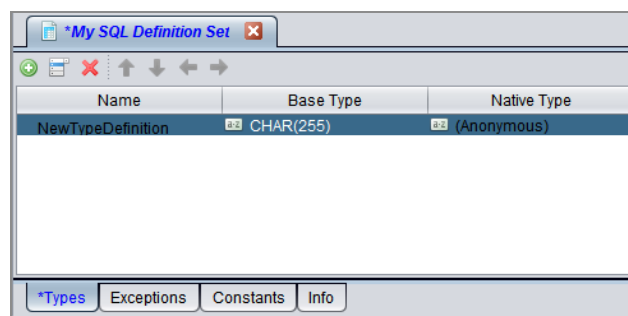 *My SQL Definition Set
Name Base Type Native Type
NewTypeDefinition a-z CHAR(255) a-z (Anonymous)
*Types Exceptions Constants Info